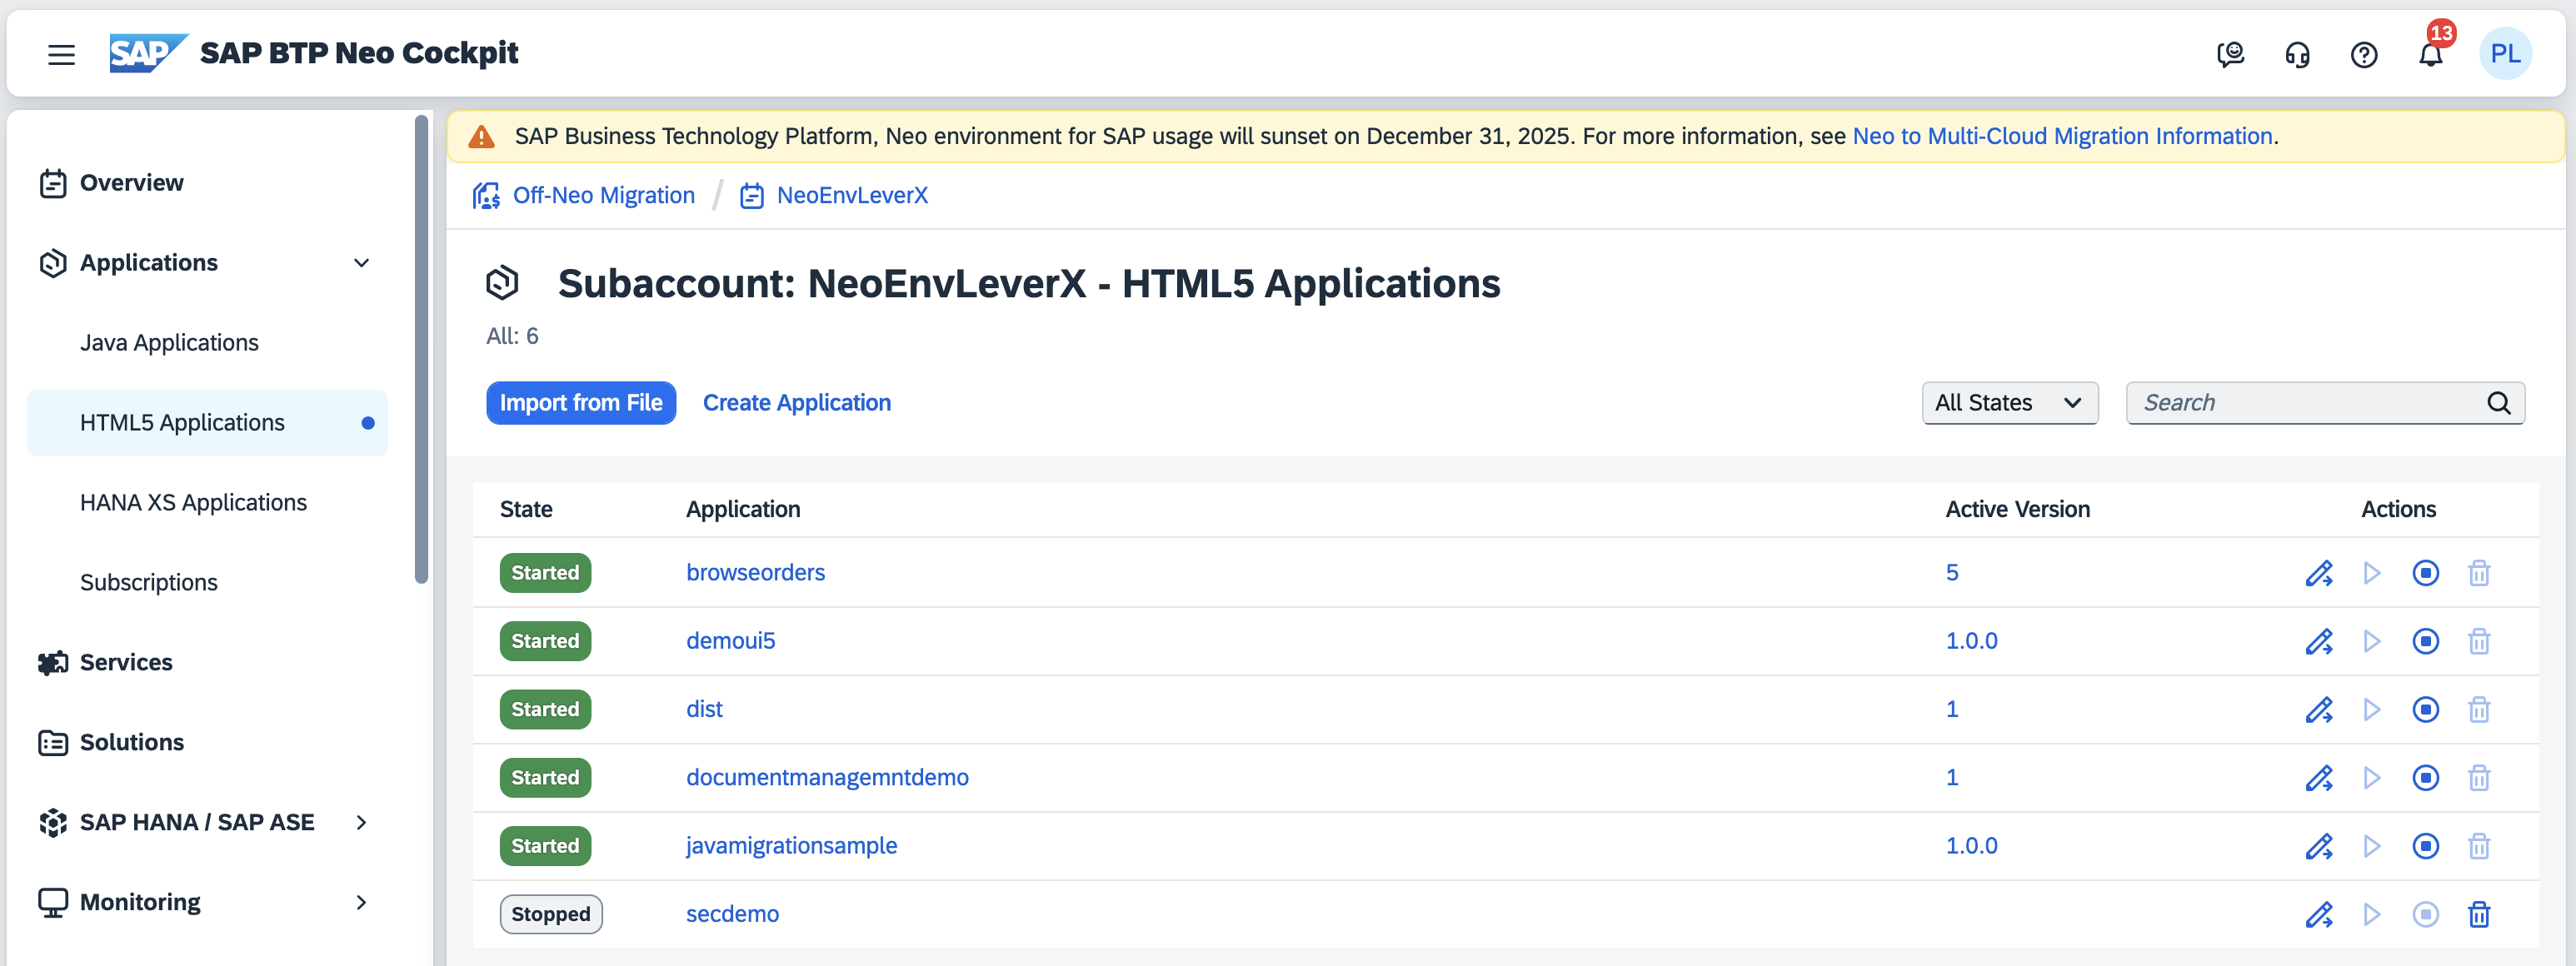 SAP SAP BTP Neo Cockpit 13 PL
Overview
Applications
Java Applications
HTML5 Applications
HANA XS Applications
Subscriptions
Services
Solutions
SAP HANA / SAP ASE
Monitoring
SAP Business Technology Platform, Neo environment for SAP usage will sunset on December 31, 2025. For more information, see Neo to Multi-Cloud Migration Information.
Off-Neo Migration / NeoEnvLeverX
Subaccount: NeoEnvLeverX - HTML5 Applications
All: 6
Import from File Create Application All States Search
State Application Active Version Actions
Started browseorders 5
Started demoui5 1.0.0
Started dist 1
Started documentmanagemntdemo 1
Started javamigrationsample 1.0.0
Stopped secdemo